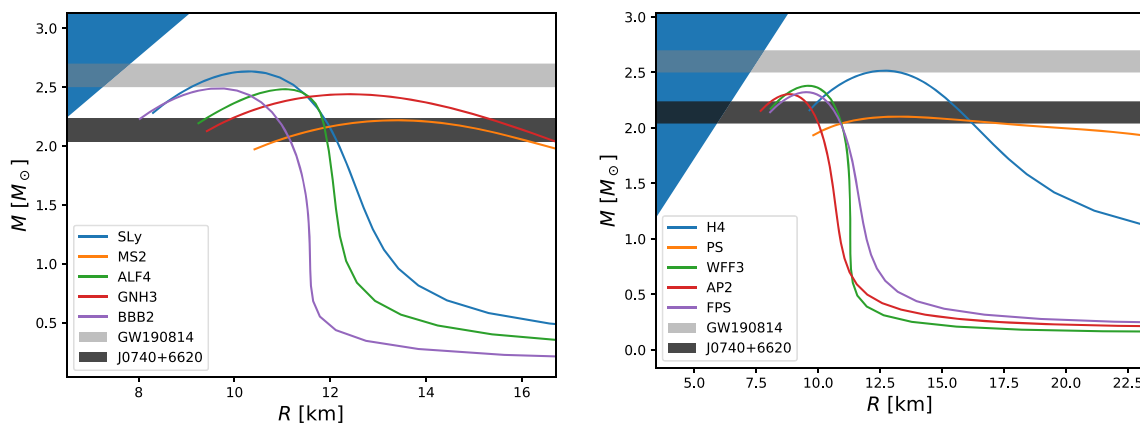 M [M⊙]
3.0
2.5
2.0
1.5
1.0
0.5
SLy
MS2
ALF4
GNH3
BBB2
GW190814
J0740+6620
8
10
12
14
16
R [km]
M [M⊙]
3.0
2.5
2.0
1.5
1.0
0.5
0.0
H4
PS
WFF3
AP2
FPS
GW190814
J0740+6620
5.0
7.5
10.0
12.5
15.0
17.5
20.0
22.5
R [km]